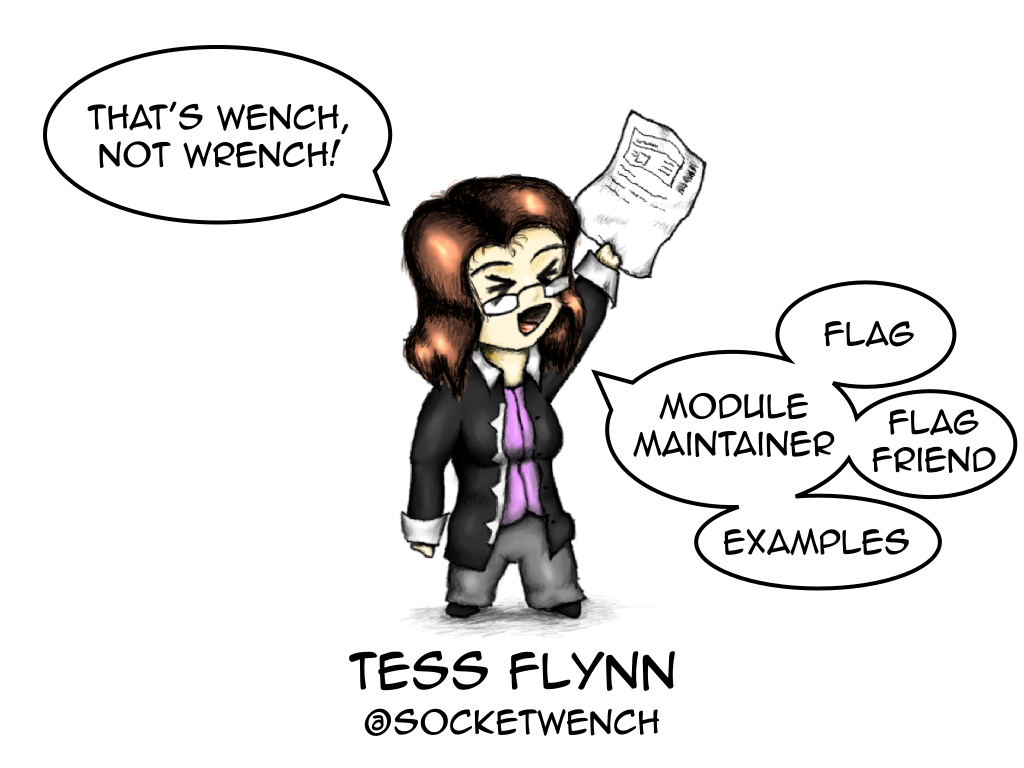 THAT'S WENCH,
NOT WRENCH!
FLAG
MODULE
MAINTAINER
FLAG
FRIEND
EXAMPLES
TESS FLYNN
@SOCKETWENCH